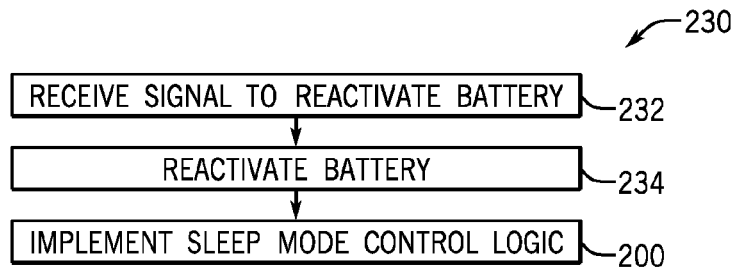 230
RECEIVE SIGNAL TO REACTIVATE BATTERY
232
REACTIVATE BATTERY
234
IMPLEMENT SLEEP MODE CONTROL LOGIC
200